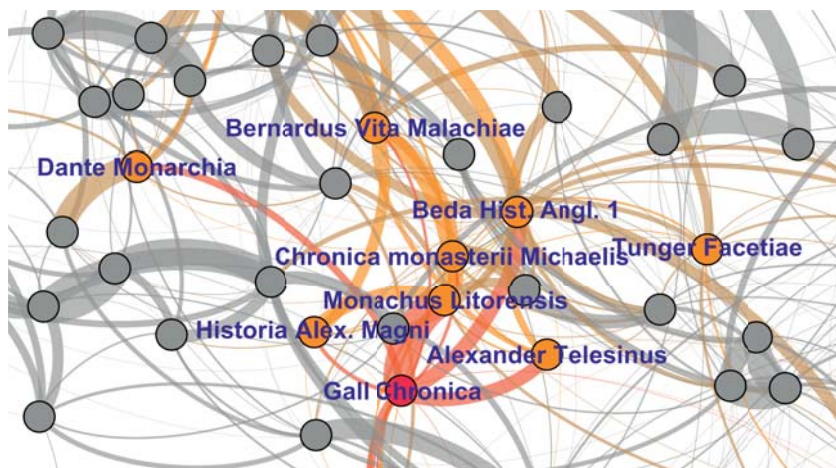 Bernardus Vita Malachiae
Dante Monarchia
Beda Hist. Angl. 1
Tunger Facetiae
Chronica monasterii Michaelis
Monachus Litorensis
Historia Alex. Magni
Alexander Telesinus
Gall Chronica